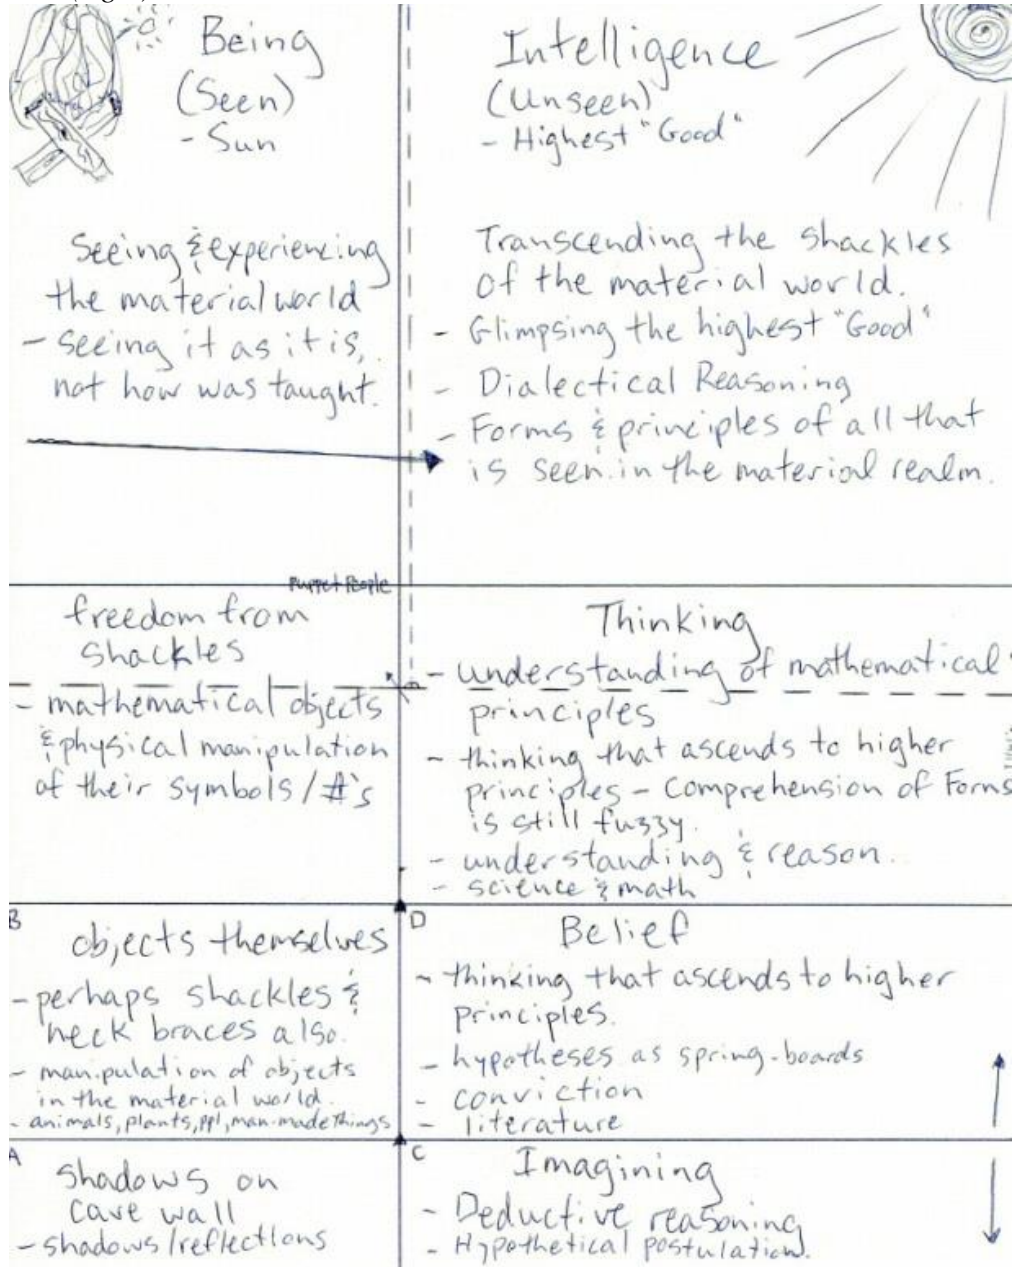 Being
(Seen)
- Sun
Intelligence
(Unseen)
- Highest "Good"
Seeing & experiencing
the material world
- seeing it as it is,
not how was taught.
Transcending the shackles
of the material world.
- Glimpsing the highest "Good"
- Dialectical Reasoning
- Forms & principles of all that
is seen in the material realm.
Puppet People
freedom from
shackles
- mathematical objects
& physical manipulation
of their symbols/#'s
Thinking
- understanding of mathematical
principles
- thinking that ascends to higher
principles - Comprehension of Forms
is still fuzzy.
- understanding & reason.
- science & math
B
objects themselves
- perhaps shackles &
neck braces also.
- manipulation of objects
in the material world.
- animals, plants, ppl, man-made things
D
Belief
- thinking that ascends to higher
principles.
- hypotheses as spring-boards
- conviction
- literature
A
shadows on
cave wall
- shadows/reflections
C
Imagining
- Deductive reasoning
- Hypothetical postulation.